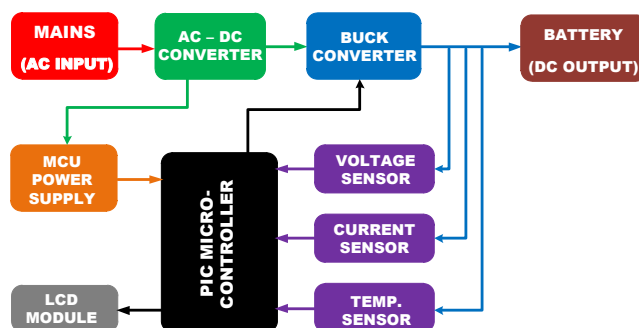 MAINS
(AC INPUT)
AC – DC
CONVERTER
BUCK
CONVERTER
BATTERY
(DC OUTPUT)
MCU
POWER
SUPPLY
PIC MICRO-
CONTROLLER
VOLTAGE
SENSOR
CURRENT
SENSOR
LCD
MODULE
TEMP.
SENSOR